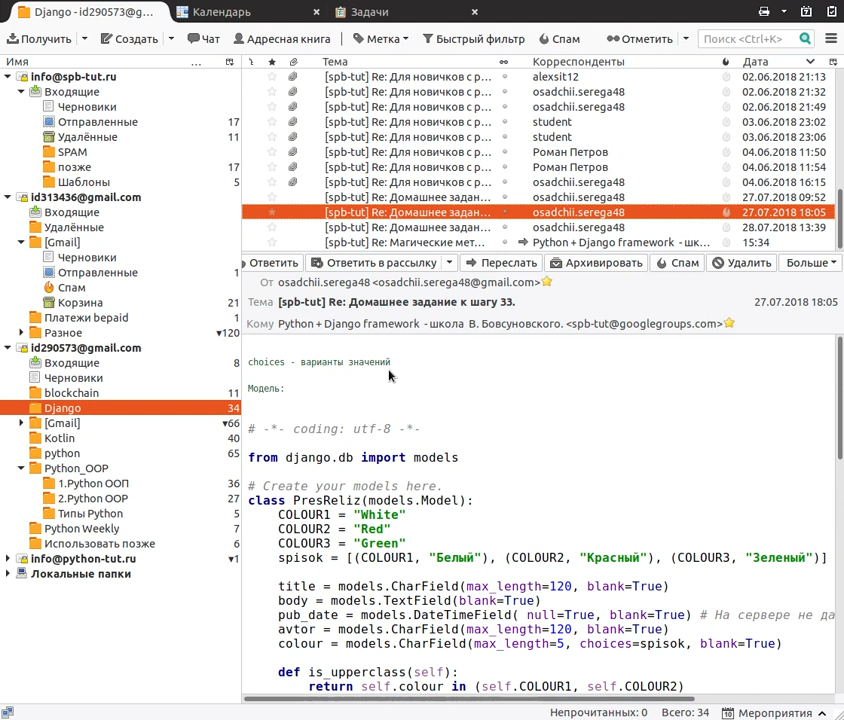 Django - id290573@g...
Календарь
Задачи
Получить
Создать
Чат
Адресная книга
Метка
Быстрый фильтр
Спам
Отметить
Поиск <Ctrl+K>
Имя
...
Тема
Корреспонденты
Дата
info@spb-tut.ru
Входящие
Черновики
Отправленные 17
Удалённые 11
SPAM
позже 17
Шаблоны 5
id313436@gmail.com
Входящие
Удалённые
[Gmail]
Черновики
Отправленные 1
Спам
Корзина 21
Платежи bepaid 1
Разное ▾120
id290573@gmail.com
Входящие 8
Черновики
blockchain 11
Django 34
[Gmail] ▾66
Kotlin 40
python 65
Python_OOP
1.Python ООП 36
2.Python OOP 27
Типы Python 5
Python Weekly 7
Использовать позже 6
info@python-tut.ru ▾1
Локальные папки
[spb-tut] Re: Для новичков с р... alexsit12 02.06.2018 21:13
[spb-tut] Re: Для новичков с р... osadchii.serega48 02.06.2018 21:32
[spb-tut] Re: Для новичков с р... osadchii.serega48 02.06.2018 21:49
[spb-tut] Re: Для новичков с р... student 03.06.2018 23:02
[spb-tut] Re: Для новичков с р... student 03.06.2018 23:06
[spb-tut] Re: Для новичков с р... Роман Петров 04.06.2018 11:50
[spb-tut] Re: Для новичков с р... Роман Петров 04.06.2018 11:54
[spb-tut] Re: Для новичков с р... osadchii.serega48 04.06.2018 16:15
[spb-tut] Re: Домашнее задан... osadchii.serega48 27.07.2018 09:52
[spb-tut] Re: Домашнее задан... osadchii.serega48 27.07.2018 18:05
[spb-tut] Re: Домашнее задан... osadchii.serega48 28.07.2018 13:39
[spb-tut] Re: Магические мет... Python + Django framework - шк... 15:34
Ответить
Ответить в рассылку
Переслать
Архивировать
Спам
Удалить
Больше
От osadchii.serega48 <osadchii.serega48@gmail.com>
Тема [spb-tut] Re: Домашнее задание к шагу 33. 27.07.2018 18:05
Кому Python + Django framework - школа В. Бовсуновского. <spb-tut@googlegroups.com>
choices - варианты значений
Модель:
# -*- coding: utf-8 -*-
from django.db import models
# Create your models here.
class PresReliz(models.Model):
COLOUR1 = "White"
COLOUR2 = "Red"
COLOUR3 = "Green"
spisok = [(COLOUR1, "Белый"), (COLOUR2, "Красный"), (COLOUR3, "Зеленый")]
title = models.CharField(max_length=120, blank=True)
body = models.TextField(blank=True)
pub_date = models.DateTimeField( null=True, blank=True) # На сервере не да
avtor = models.CharField(max_length=120, blank=True)
colour = models.CharField(max_length=5, choices=spisok, blank=True)
def is_upperclass(self):
return self.colour in (self.COLOUR1, self.COLOUR2)
Непрочитанных: 0
Всего: 34
Мероприятия